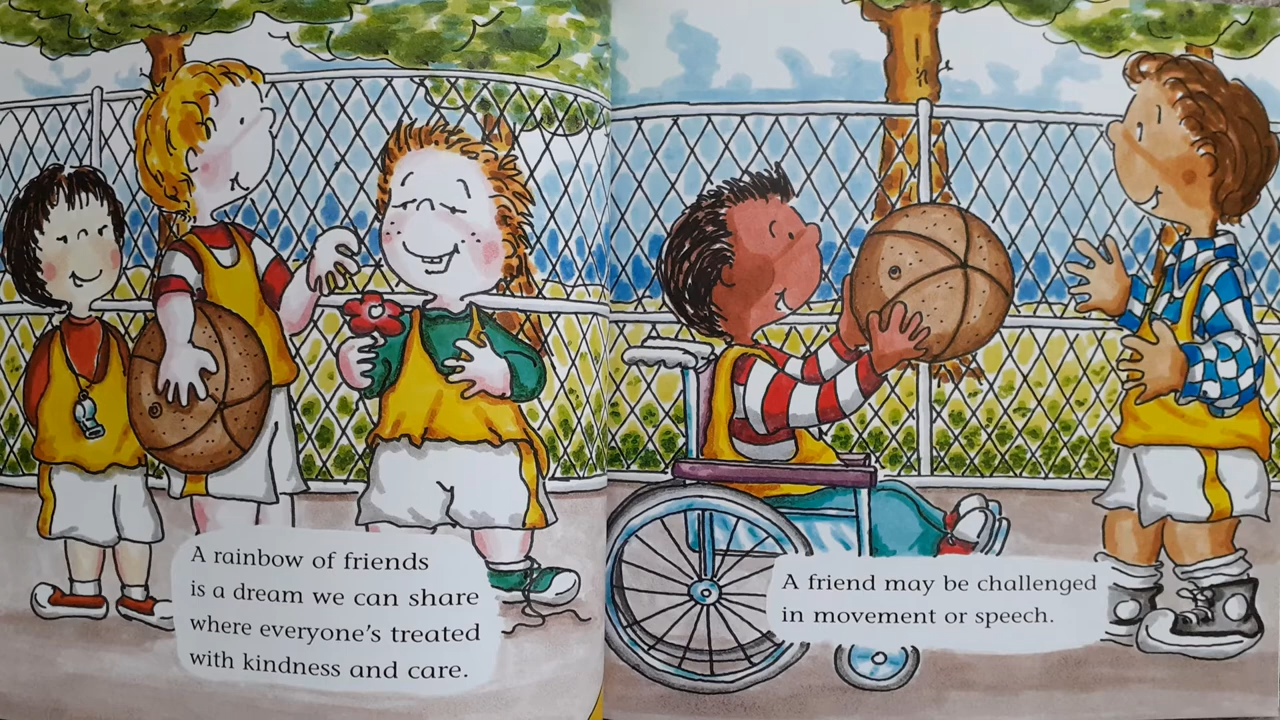 A rainbow of friends
is a dream we can share
where everyone's treated
with kindness and care.
A friend may be challenged
in movement or speech.